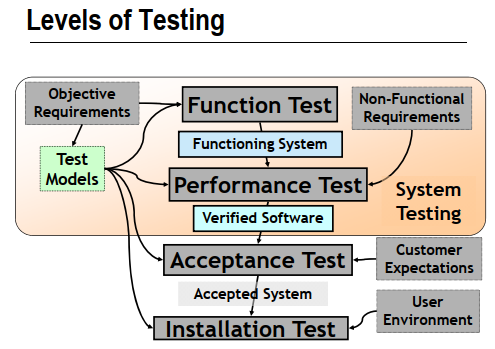 Levels of Testing
Objective
Requirements
Function Test
Non-Functional
Requirements
Functioning System
Test
Models
Performance Test
System
Testing
Verified Software
Acceptance Test
Customer
Expectations
Accepted System
User
Environment
Installation Test